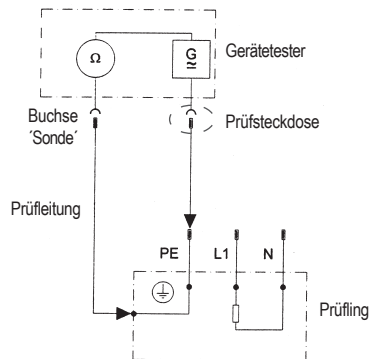 Ω
G
≃
Gerätetester
Buchse
´Sonde´
Prüfsteckdose
Prüfleitung
PE
L1
N
Prüfling